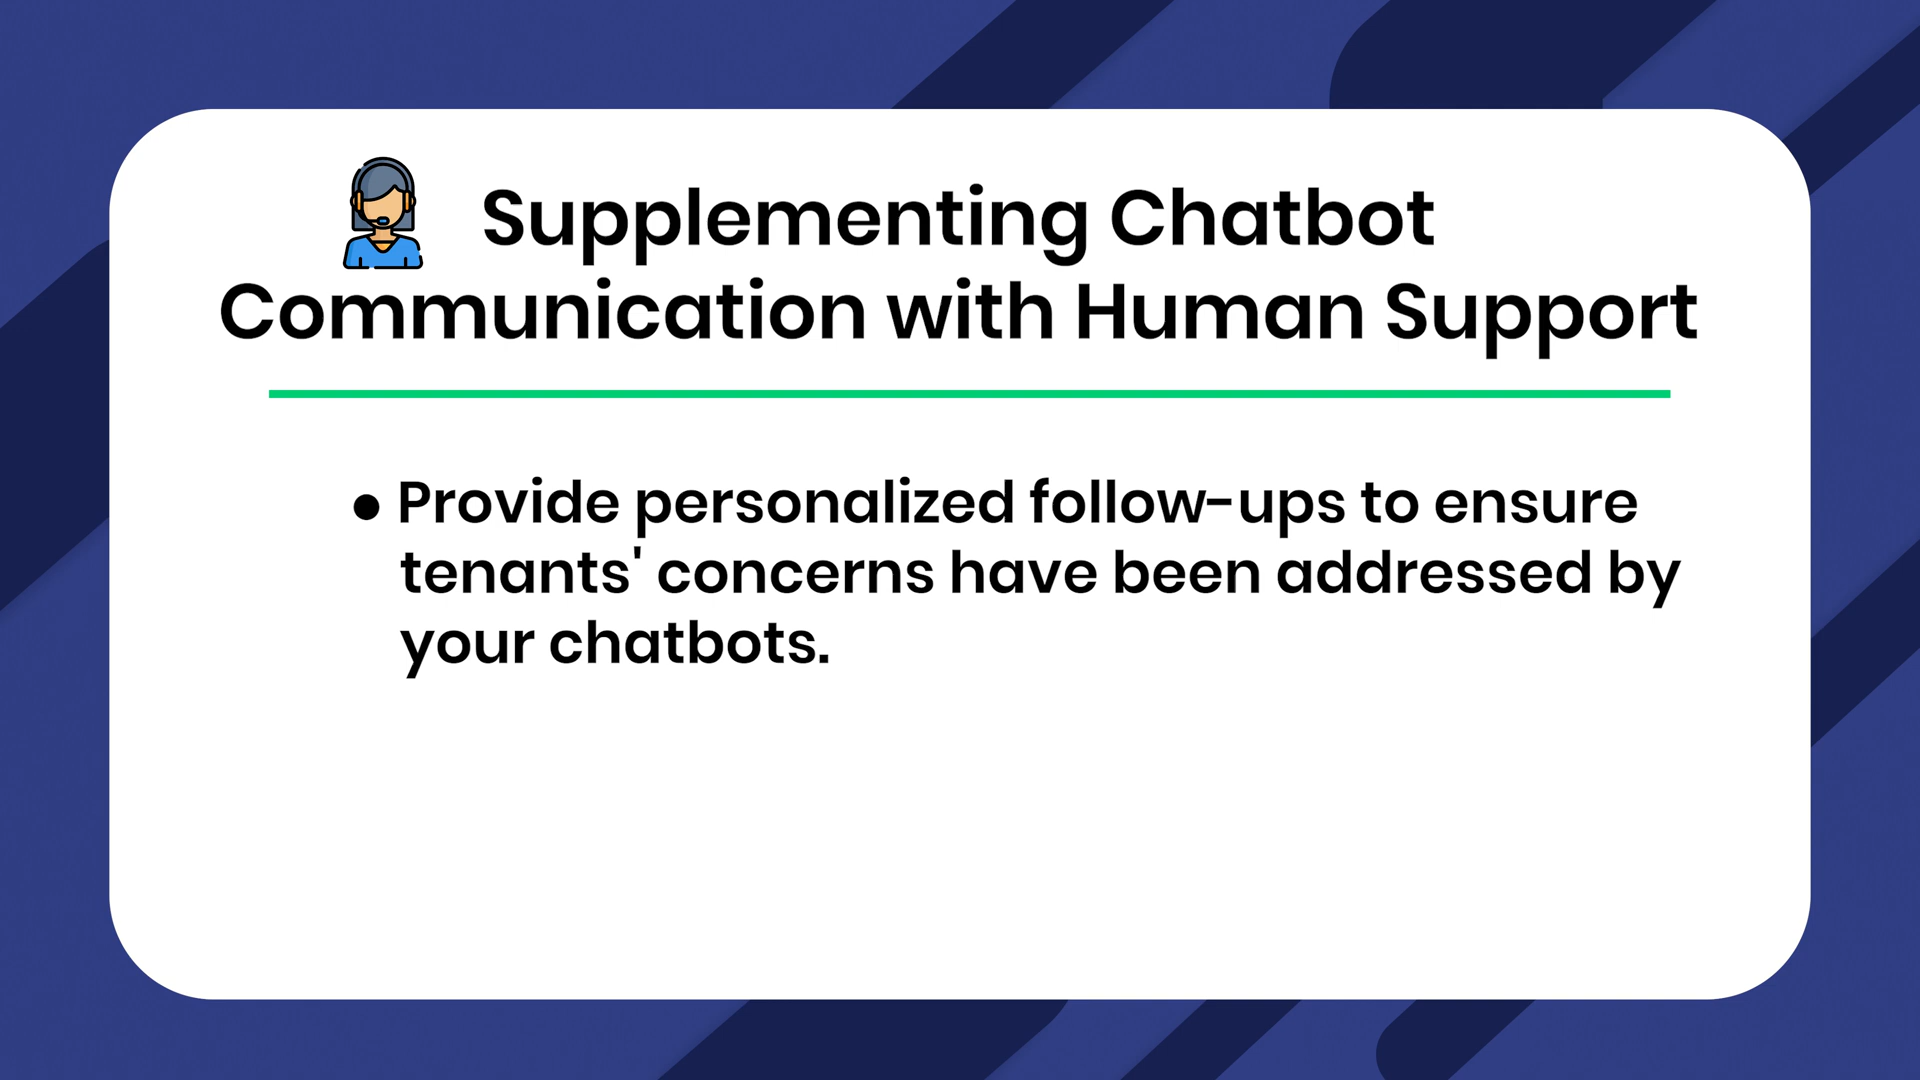 Supplementing Chatbot
Communication with Human Support
• Provide personalized follow-ups to ensure
tenants' concerns have been addressed by
your chatbots.